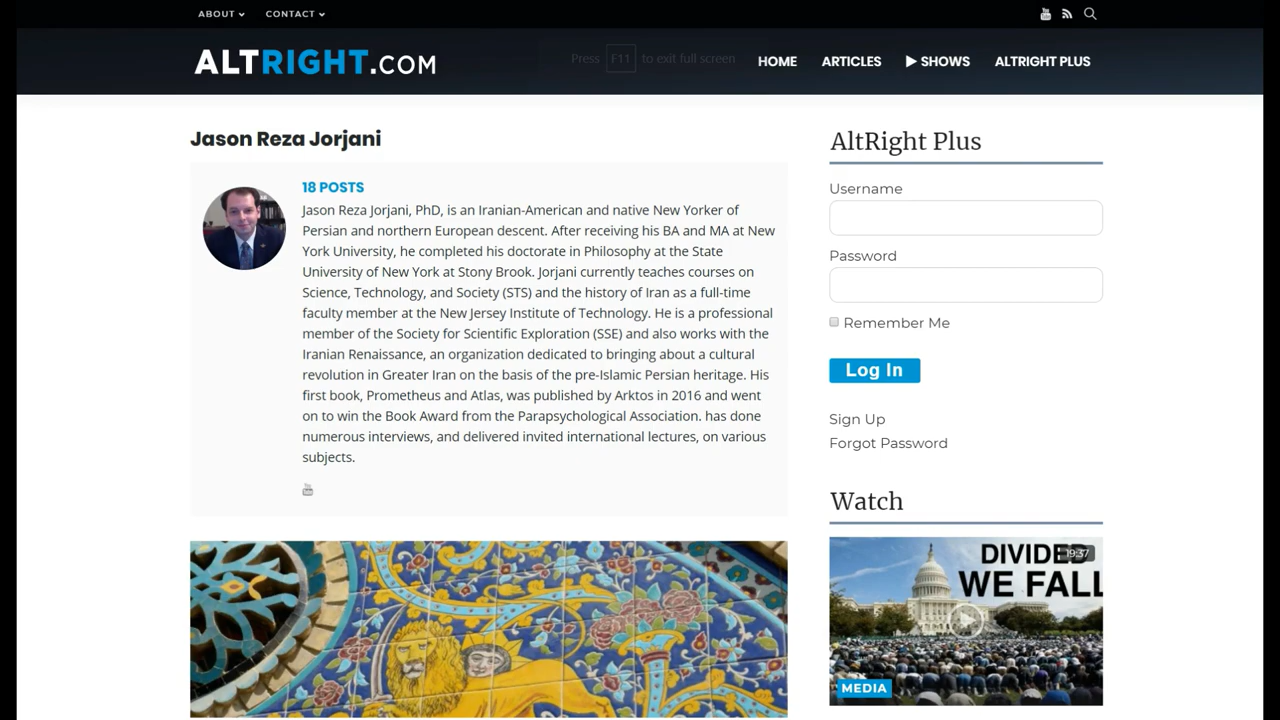 ABOUT CONTACT
ALTRIGHT.COM
Press F11 to exit full screen
HOME ARTICLES SHOWS ALTRIGHT PLUS
Jason Reza Jorjani
18 POSTS
Jason Reza Jorjani, PhD, is an Iranian-American and native New Yorker of
Persian and northern European descent. After receiving his BA and MA at New
York University, he completed his doctorate in Philosophy at the State
University of New York at Stony Brook. Jorjani currently teaches courses on
Science, Technology, and Society (STS) and the history of Iran as a full-time
faculty member at the New Jersey Institute of Technology. He is a professional
member of the Society for Scientific Exploration (SSE) and also works with the
Iranian Renaissance, an organization dedicated to bringing about a cultural
revolution in Greater Iran on the basis of the pre-Islamic Persian heritage. His
first book, Prometheus and Atlas, was published by Arktos in 2016 and went
on to win the Book Award from the Parapsychological Association. has done
numerous interviews, and delivered invited international lectures, on various
subjects.
AltRight Plus
Username
Password
Remember Me
Log In
Sign Up
Forgot Password
Watch
DIVIDED
19:37
WE FALL
MEDIA